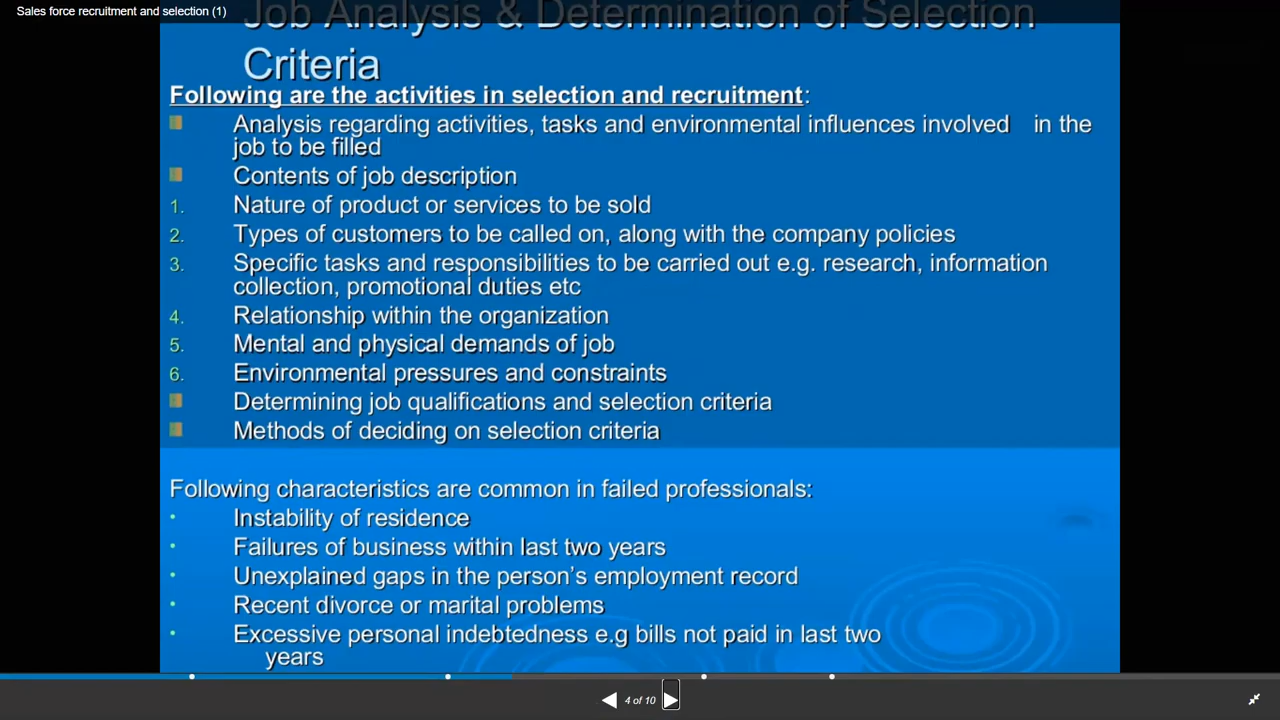 Sales force recruitment and selection (1)
Job Analysis & Determination of Selection
Criteria
Following are the activities in selection and recruitment:
Analysis regarding activities, tasks and environmental influences involved in the
job to be filled
Contents of job description
1. Nature of product or services to be sold
2. Types of customers to be called on, along with the company policies
3. Specific tasks and responsibilities to be carried out e.g. research, information
collection, promotional duties etc
4. Relationship within the organization
5. Mental and physical demands of job
6. Environmental pressures and constraints
Determining job qualifications and selection criteria
Methods of deciding on selection criteria
Following characteristics are common in failed professionals:
• Instability of residence
• Failures of business within last two years
• Unexplained gaps in the person's employment record
• Recent divorce or marital problems
• Excessive personal indebtedness e.g bills not paid in last two
years
4 of 10